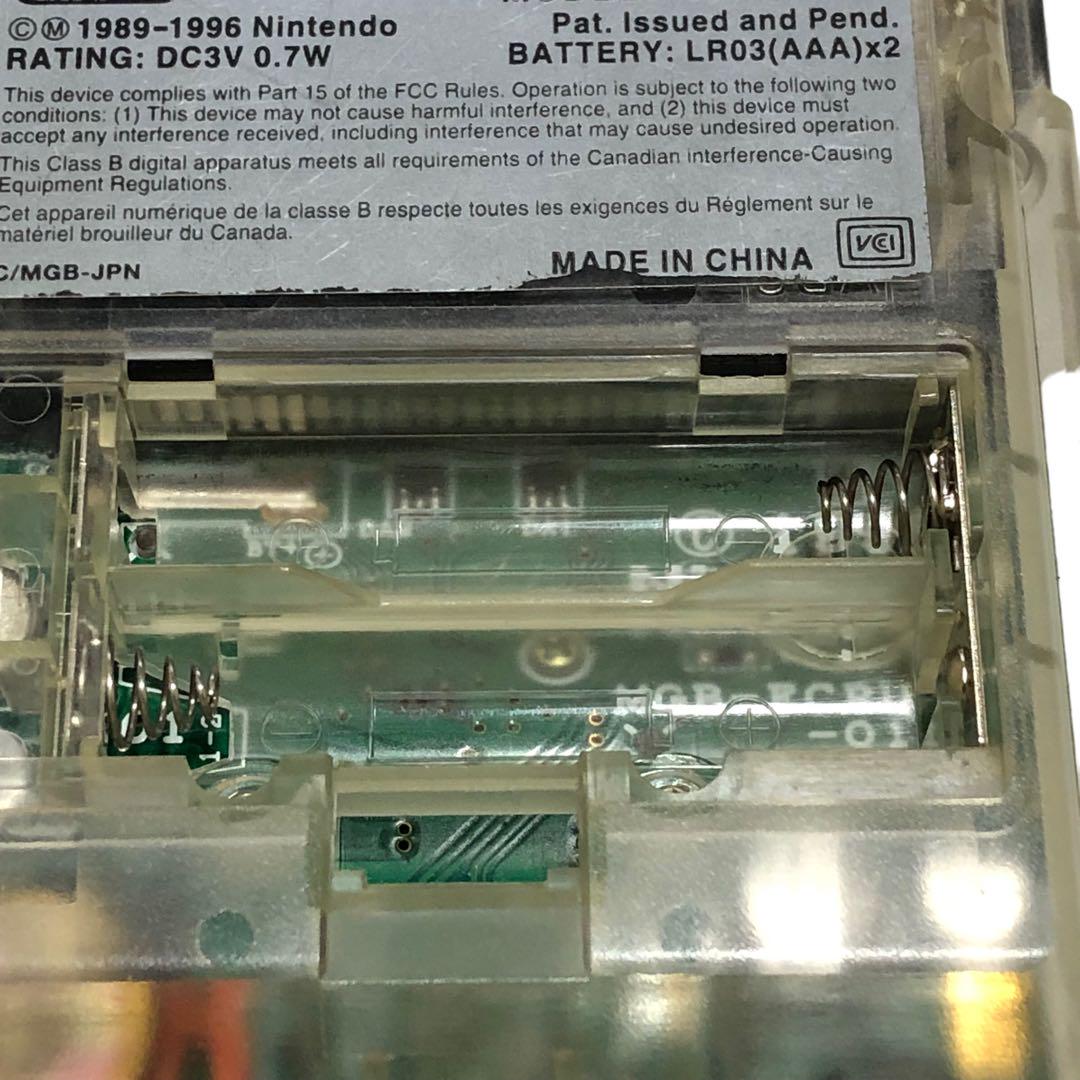 ©Ⓜ 1989-1996 Nintendo
Pat. Issued and Pend.
RATING: DC3V 0.7W
BATTERY: LR03(AAA)x2
This device complies with Part 15 of the FCC Rules. Operation is subject to the following two
conditions: (1) This device may not cause harmful interference, and (2) this device must
accept any interference received, including interference that may cause undesired operation.
This Class B digital apparatus meets all requirements of the Canadian Interference-Causing
Equipment Regulations.
Cet appareil numérique de la classe B respecte toutes les exigences du Réglement sur le
matériel brouilleur du Canada.
C/MGB-JPN
MADE IN CHINA
VCI
MGB-ECPU
-01